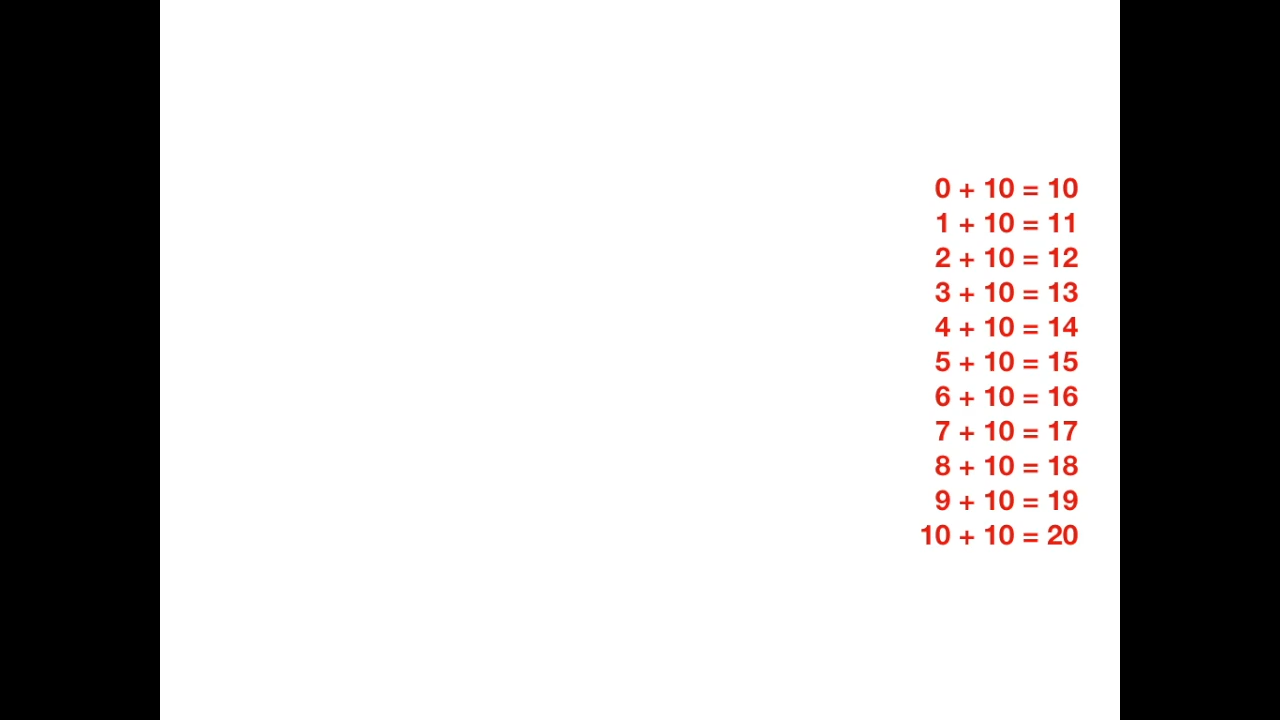 0 + 10 = 10
1 + 10 = 11
2 + 10 = 12
3 + 10 = 13
4 + 10 = 14
5 + 10 = 15
6 + 10 = 16
7 + 10 = 17
8 + 10 = 18
9 + 10 = 19
10 + 10 = 20